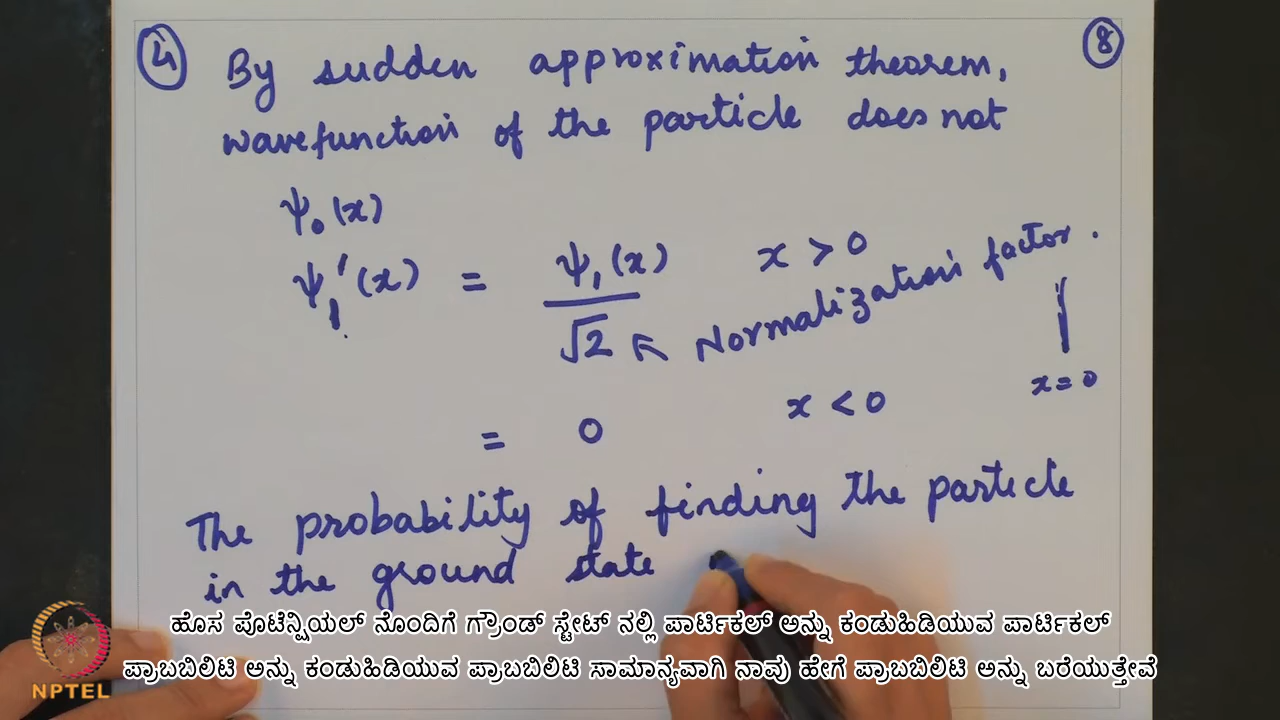 4 By sudden approximation theorem, 8
wavefunction of the particle does not
ψ₀(x)
ψ₁′(x) = ψ₁(x)/√2 x > 0
↖ Normalization factor.
x = 0
= 0 x < 0
The probability of finding the particle
in the ground state
ಹೊಸ ಪೊಟೆನ್ಷಿಯಲ್ ನೊಂದಿಗೆ ಗ್ರೌಂಡ್ ಸ್ಟೇಟ್ ನಲ್ಲಿ ಪಾರ್ಟಿಕಲ್ ಅನ್ನು ಕಂಡುಹಿಡಿಯುವ ಪಾರ್ಟಿಕಲ್
ಪ್ರಾಬಬಿಲಿಟಿ ಅನ್ನು ಕಂಡುಹಿಡಿಯುವ ಪ್ರಾಬಬಿಲಿಟಿ ಸಾಮಾನ್ಯವಾಗಿ ನಾವು ಹೇಗೆ ಪ್ರಾಬಬಿಲಿಟಿ ಅನ್ನು ಬರೆಯುತ್ತೇವೆ
NPTEL